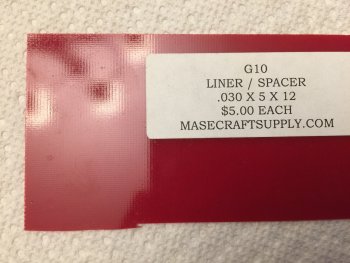 G10
LINER / SPACER
.030 X 5 X 12
$5.00 EACH
MASECRAFTSUPPLY.COM